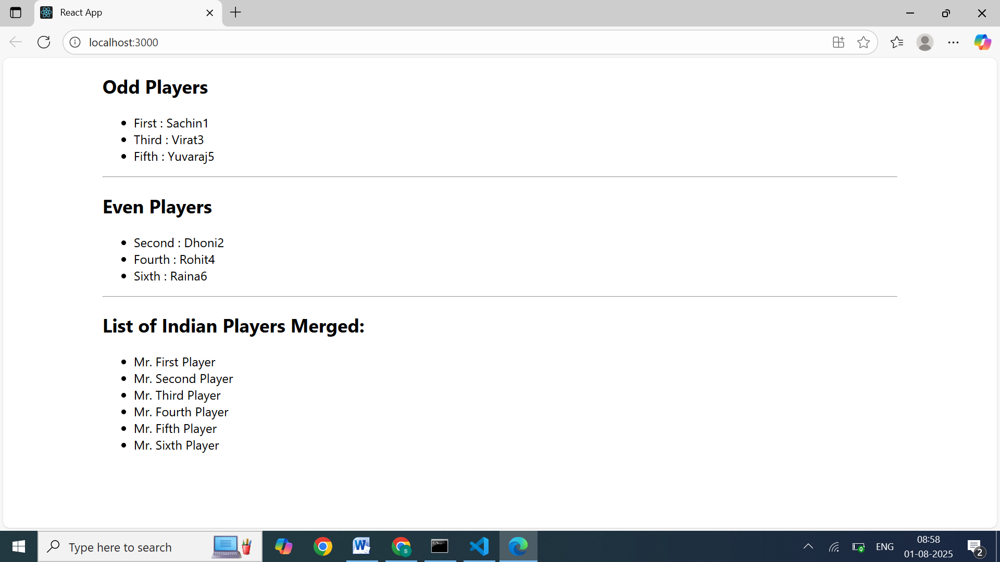 React App
localhost:3000
Odd Players
First : Sachin1
Third : Virat3
Fifth : Yuvaraj5
Even Players
Second : Dhoni2
Fourth : Rohit4
Sixth : Raina6
List of Indian Players Merged:
Mr. First Player
Mr. Second Player
Mr. Third Player
Mr. Fourth Player
Mr. Fifth Player
Mr. Sixth Player
Type here to search
ENG
08:58
01-08-2025
2